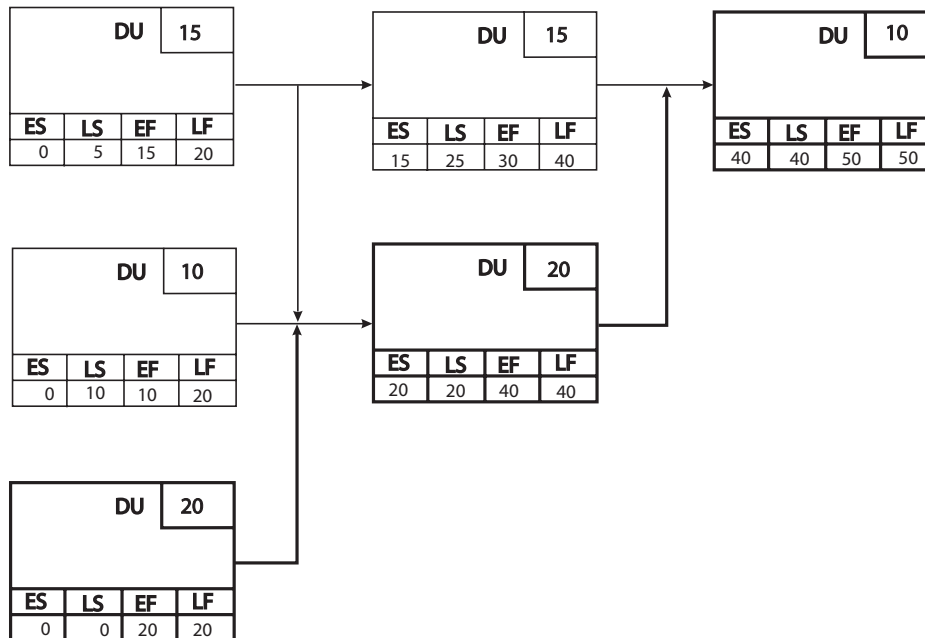 DU 15
ES LS EF LF
0 5 15 20
DU 15
ES LS EF LF
15 25 30 40
DU 10
ES LS EF LF
40 40 50 50
DU 10
ES LS EF LF
0 10 10 20
DU 20
ES LS EF LF
20 20 40 40
DU 20
ES LS EF LF
0 0 20 20